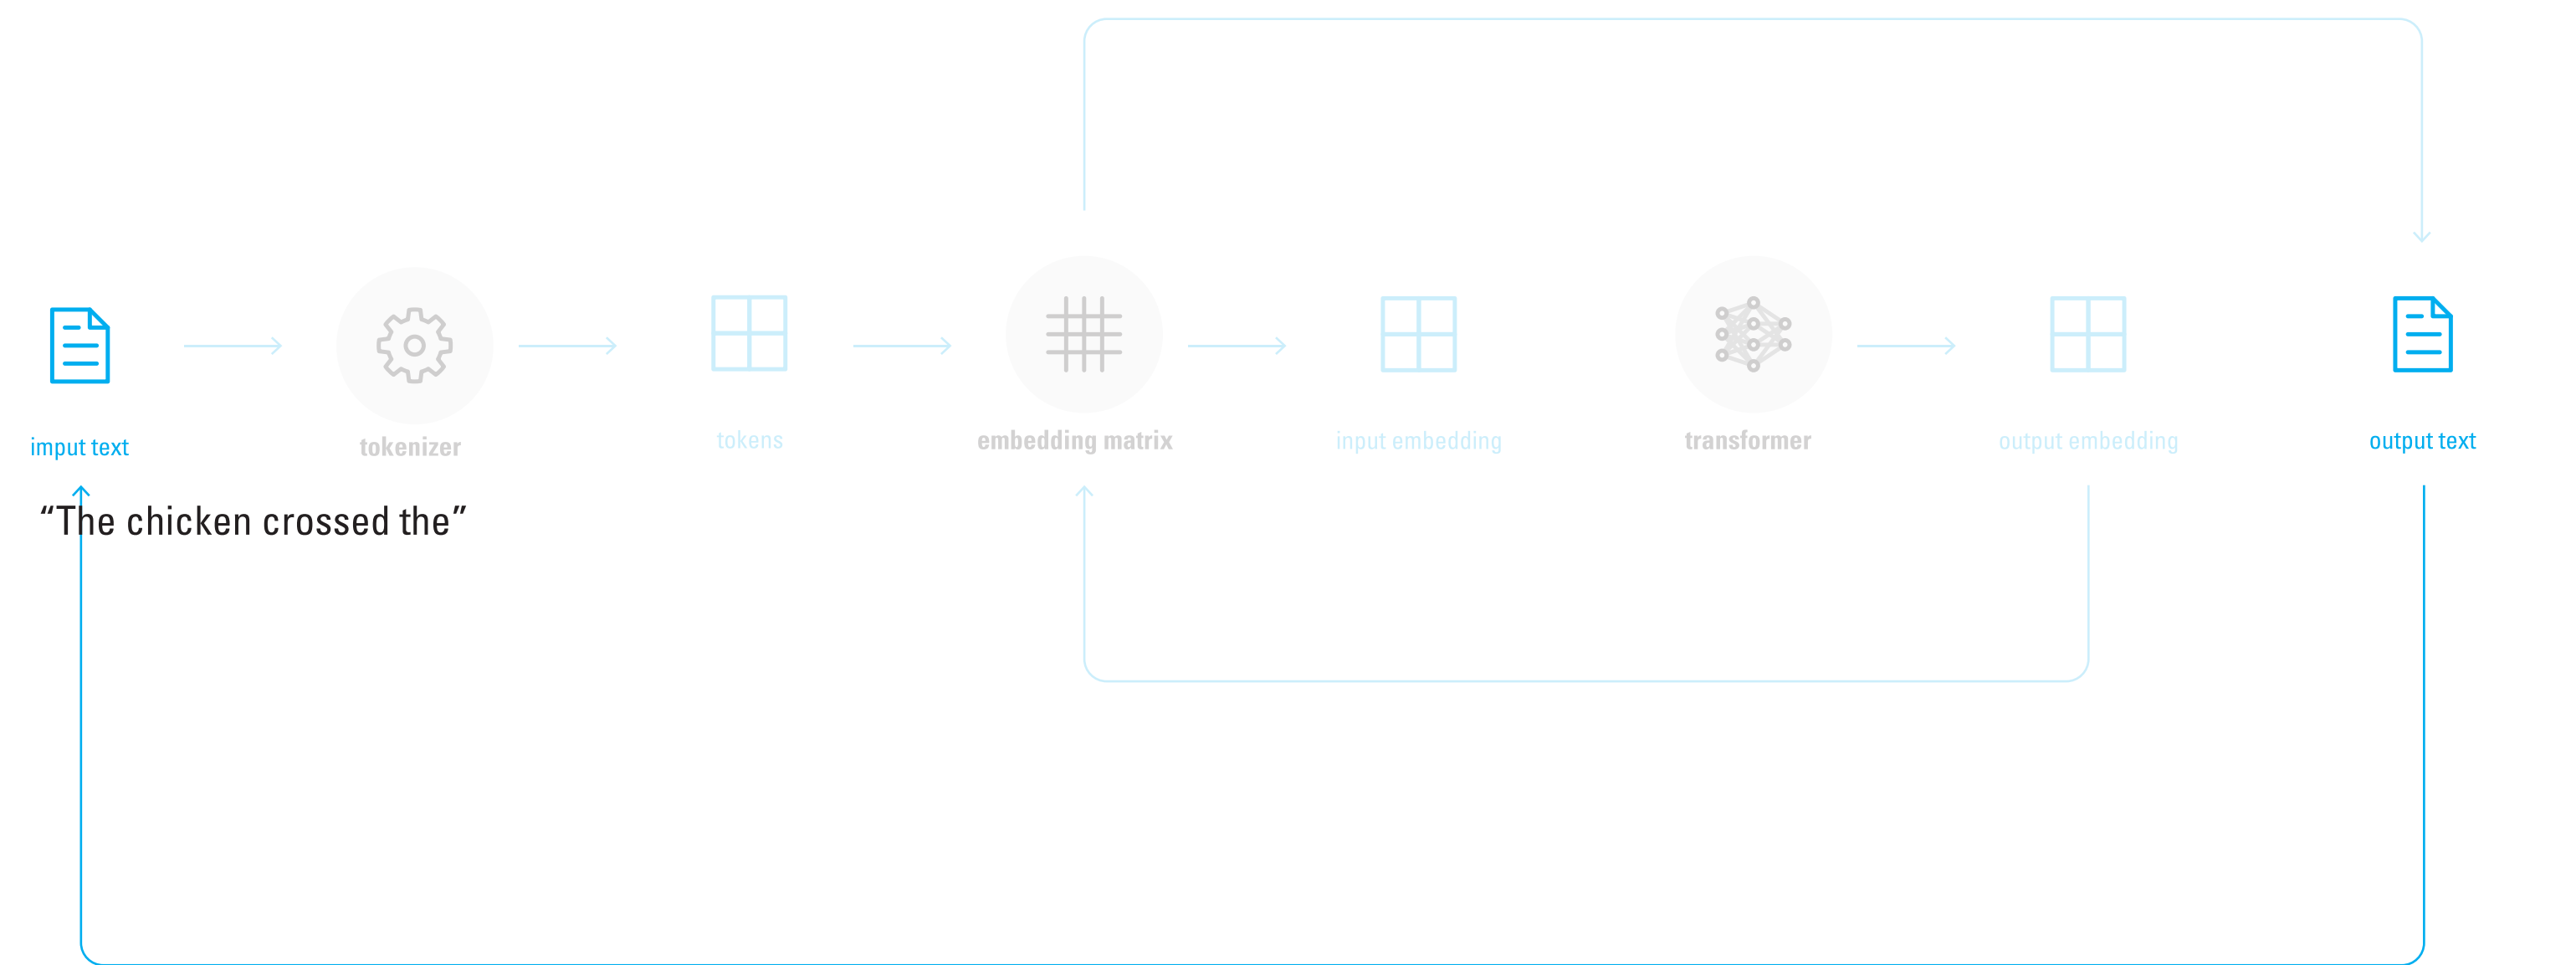 imput text
tokenizer
tokens
embedding matrix
input embedding
transformer
output embedding
output text
“The chicken crossed the”